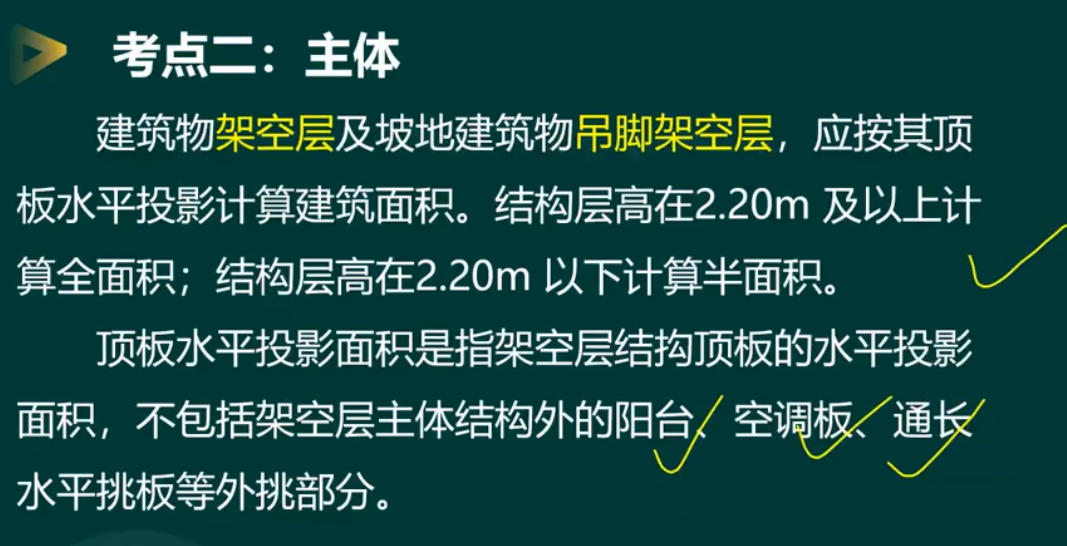 考点二：主体
建筑物架空层及坡地建筑物吊脚架空层，应按其顶
板水平投影计算建筑面积。结构层高在2.20m 及以上计
算全面积；结构层高在2.20m 以下计算半面积。
顶板水平投影面积是指架空层结构顶板的水平投影
面积，不包括架空层主体结构外的阳台、空调板、通长
水平挑板等外挑部分。